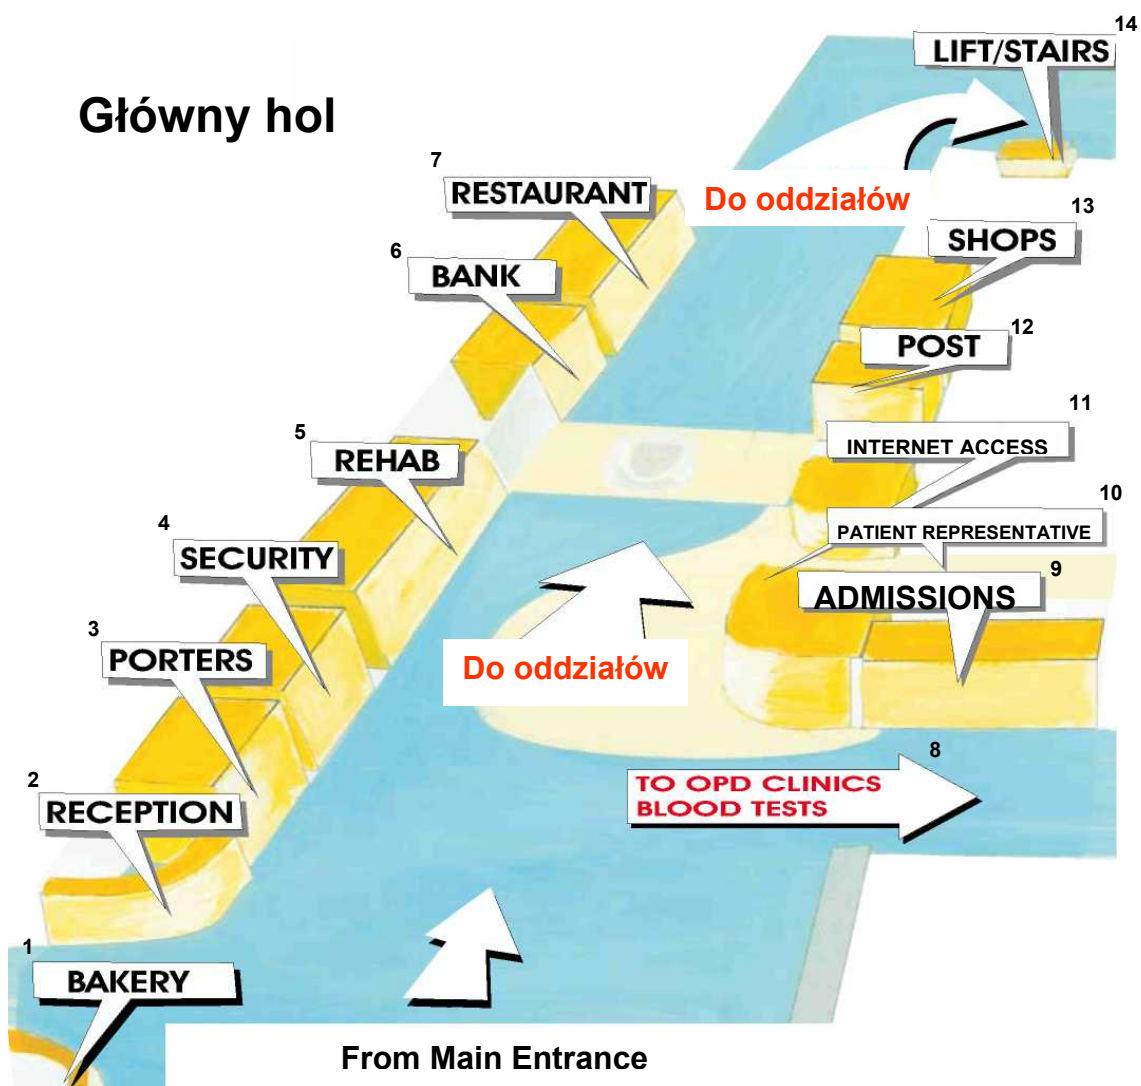 14
LIFT/STAIRS
Główny hol
7
RESTAURANT
Do oddziałów
13
SHOPS
6
BANK
12
POST
11
INTERNET ACCESS
5
REHAB
10
PATIENT REPRESENTATIVE
4
SECURITY
9
ADMISSIONS
3
PORTERS
Do oddziałów
8
TO OPD CLINICS
BLOOD TESTS
2
RECEPTION
1
BAKERY
From Main Entrance